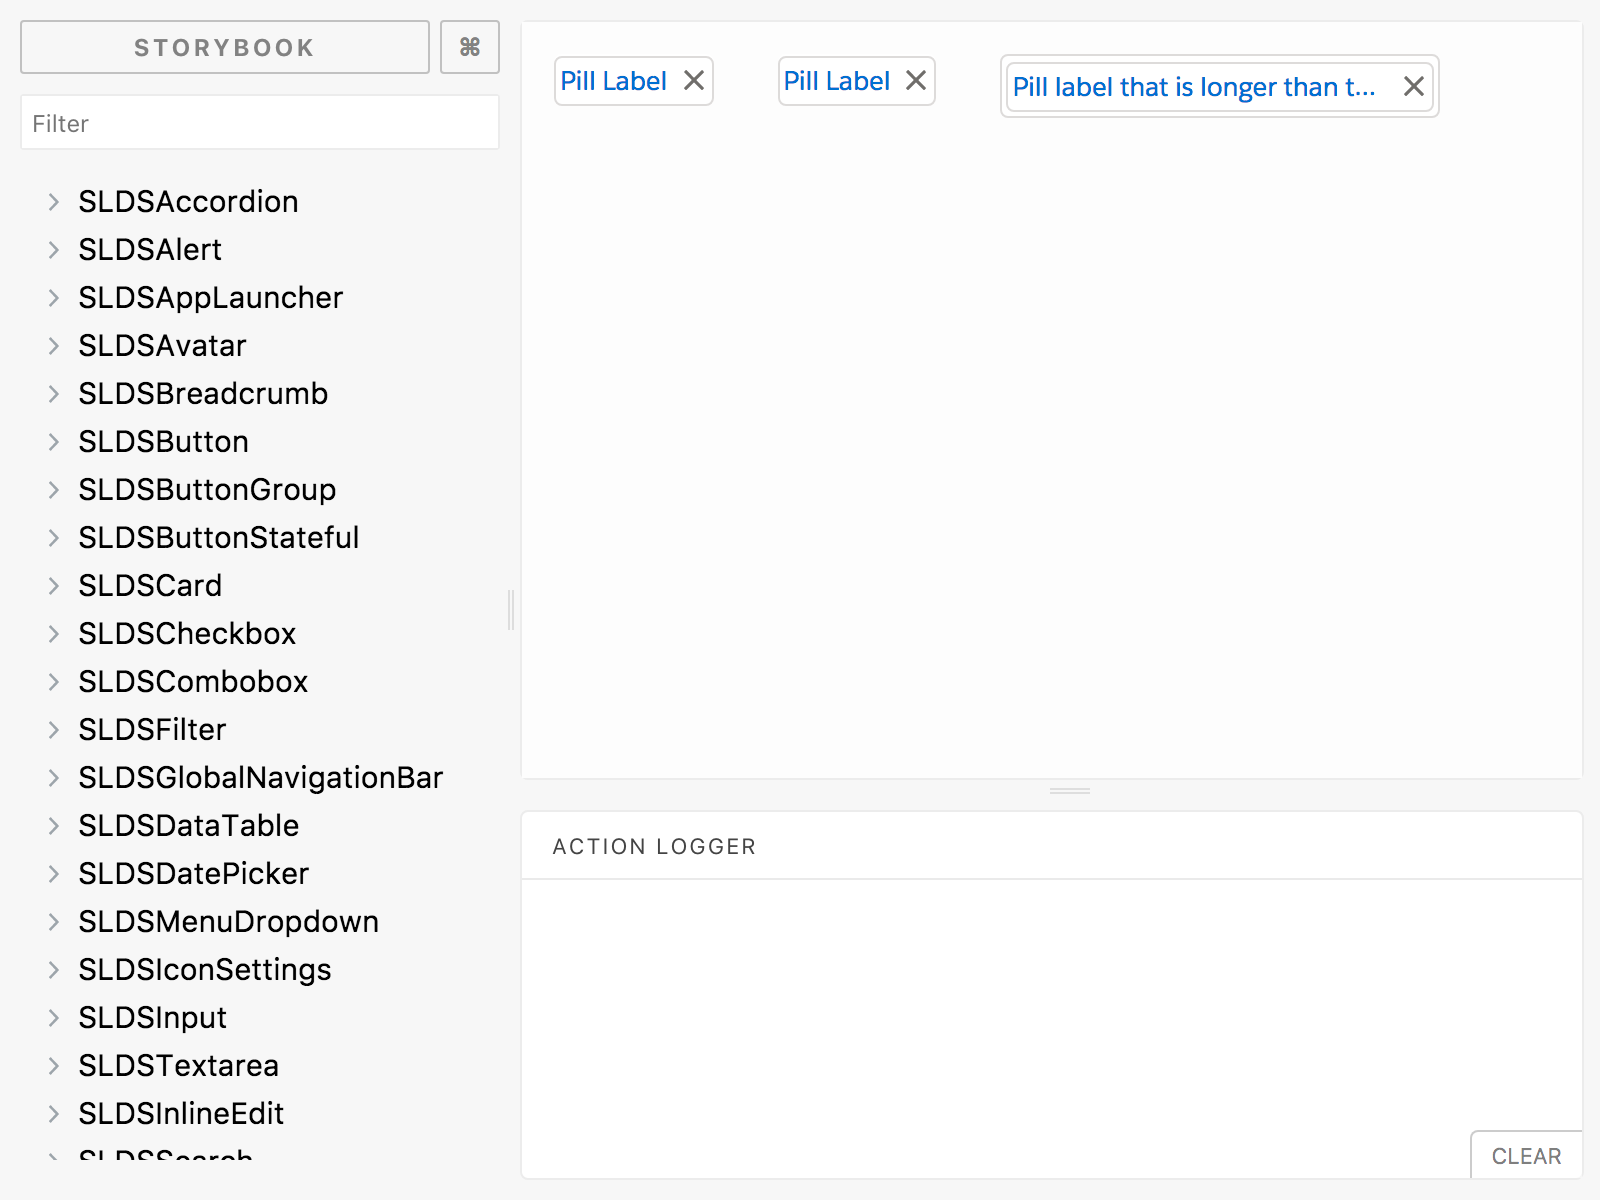 STORYBOOK ⌘
Filter
SLDSAccordion
SLDSAlert
SLDSAppLauncher
SLDSAvatar
SLDSBreadcrumb
SLDSButton
SLDSButtonGroup
SLDSButtonStateful
SLDSCard
SLDSCheckbox
SLDSCombobox
SLDSFilter
SLDSGlobalNavigationBar
SLDSDataTable
SLDSDatePicker
SLDSMenuDropdown
SLDSIconSettings
SLDSInput
SLDSTextarea
SLDSInlineEdit
SLDSSearch
Pill Label
Pill Label
Pill label that is longer than t...
ACTION LOGGER
CLEAR